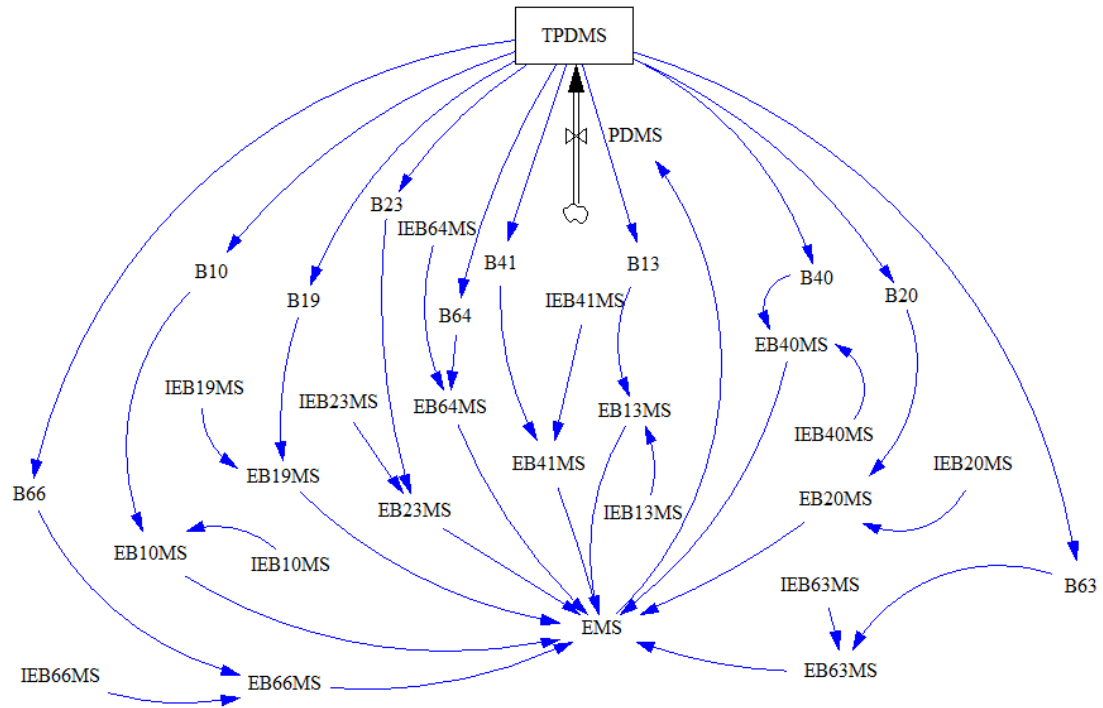 TPDMS
PDMS
B23
IEB64MS
B41
B13
B10
B40
B19
B20
IEB41MS
B64
EB40MS
IEB19MS
IEB23MS
EB64MS
EB13MS
IEB40MS
EB41MS
IEB20MS
EB19MS
B66
EB20MS
EB23MS
IEB13MS
EB10MS
IEB10MS
IEB63MS
B63
EMS
EB63MS
IEB66MS
EB66MS